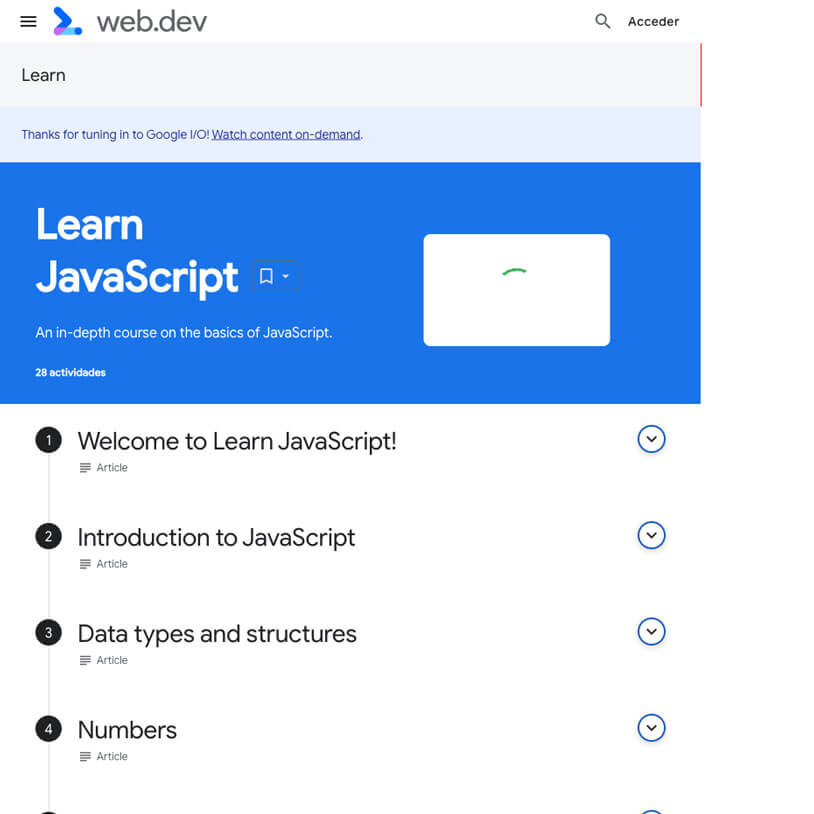 web.dev
Acceder
Learn
Thanks for tuning in to Google I/O! Watch content on-demand.
Learn
JavaScript
An in-depth course on the basics of JavaScript.
28 actividades
1 Welcome to Learn JavaScript!
Article
2 Introduction to JavaScript
Article
3 Data types and structures
Article
4 Numbers
Article